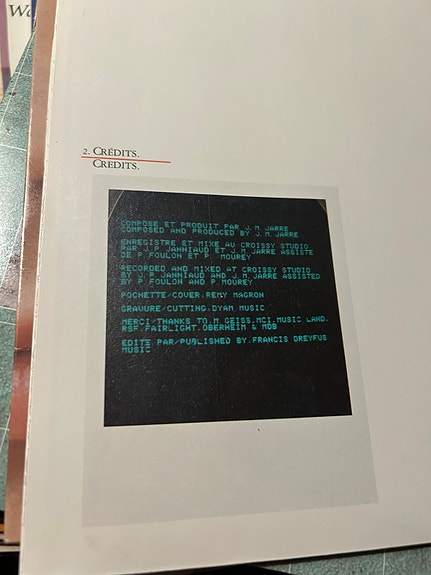 Wo
2. CRÉDITS.
CREDITS.
COMPOSE ET PRODUIT PAR J.M.JARRE
COMPOSED AND PRODUCED BY J.M.JARRE
ENREGISTRE ET MIXE AU CROISSY STUDIO
PAR J.P. JANNIAUD ET J.M.JARRE ASSISTE
DE P.FOULON ET P. MOUREY
RECORDED AND MIXED AT CROISSY STUDIO
BY J.P JANNIAUD AND J.M.JARRE ASSISTED
BY P FOULON AND P MOUREY
POCHETTE/COVER.REMY MAGRON
GRAVURE/CUTTING.DYAM MUSIC
MERCI/THANKS TO.M GEISS.MCI.MUSIC LAND.
RSF.FAIRLIGHT.OBERHEIM & MDB
EDITE PAR/PUBLISHED BY.FRANCIS DREYFUS
MUSIC